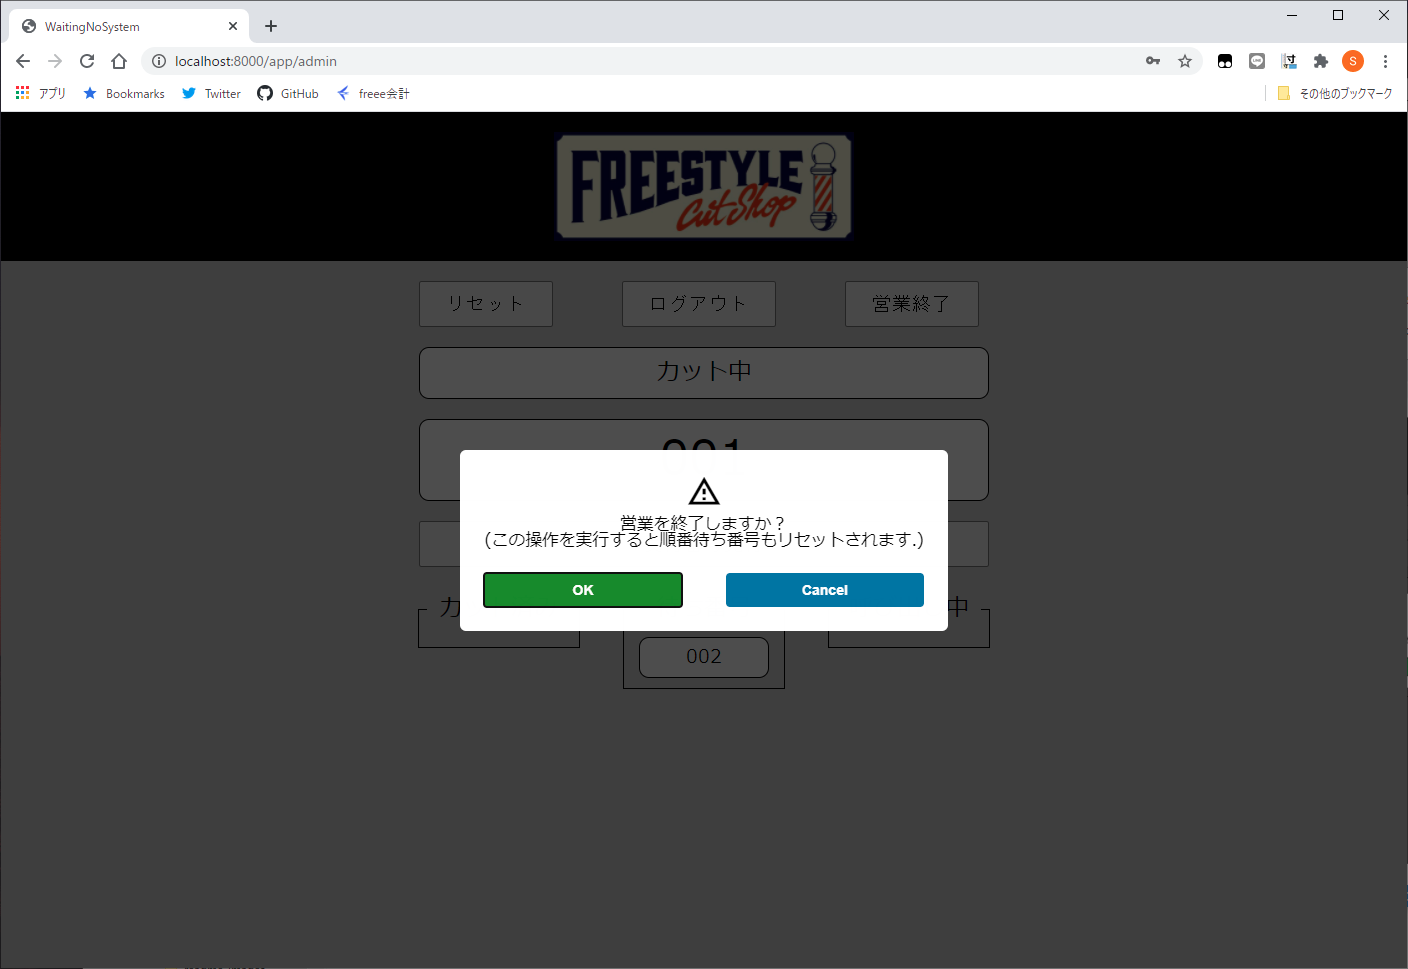 WaitingNoSystem
localhost:8000/app/admin
S
アプリ Bookmarks Twitter GitHub freee会計 その他のブックマーク
FREESTYLE
Cut Shop
リセット ログアウト 営業終了
カット中
営業を終了しますか？
(この操作を実行すると順番待ち番号もリセットされます.)
OK Cancel
カ 中
002